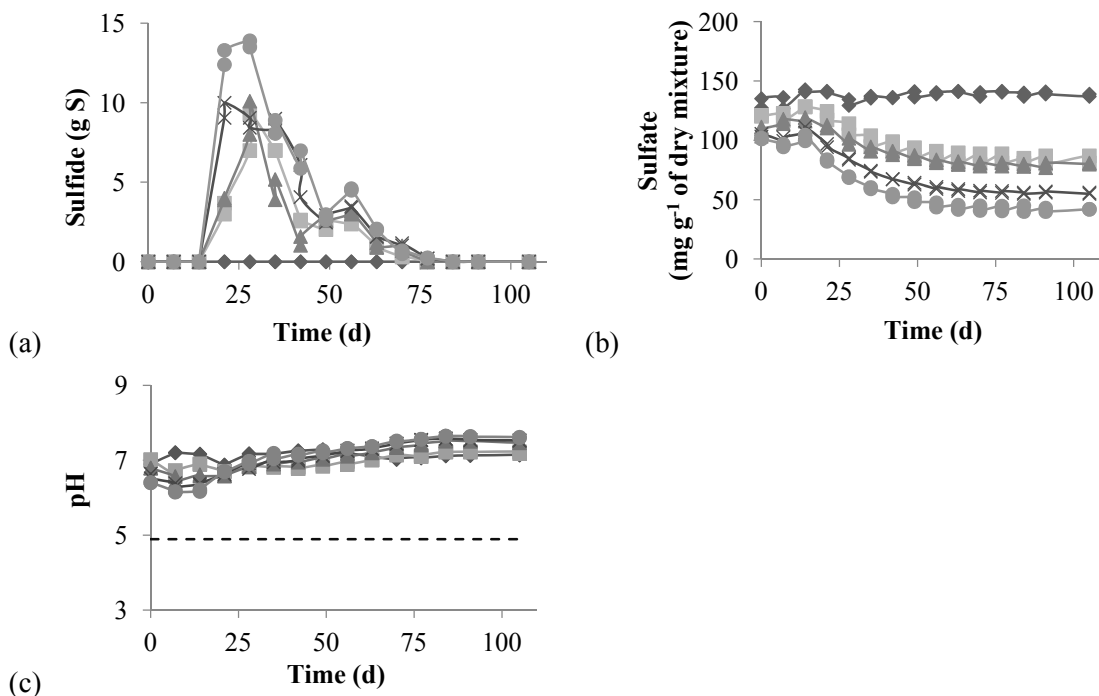 Sulfide (g S)
15
10
5
0
0 25 50 75 100
Time (d)
(a)
Sulfate
(mg g⁻¹ of dry mixture)
200
150
100
50
0
0 25 50 75 100
Time (d)
(b)
pH
9
7
5
3
0 25 50 75 100
Time (d)
(c)